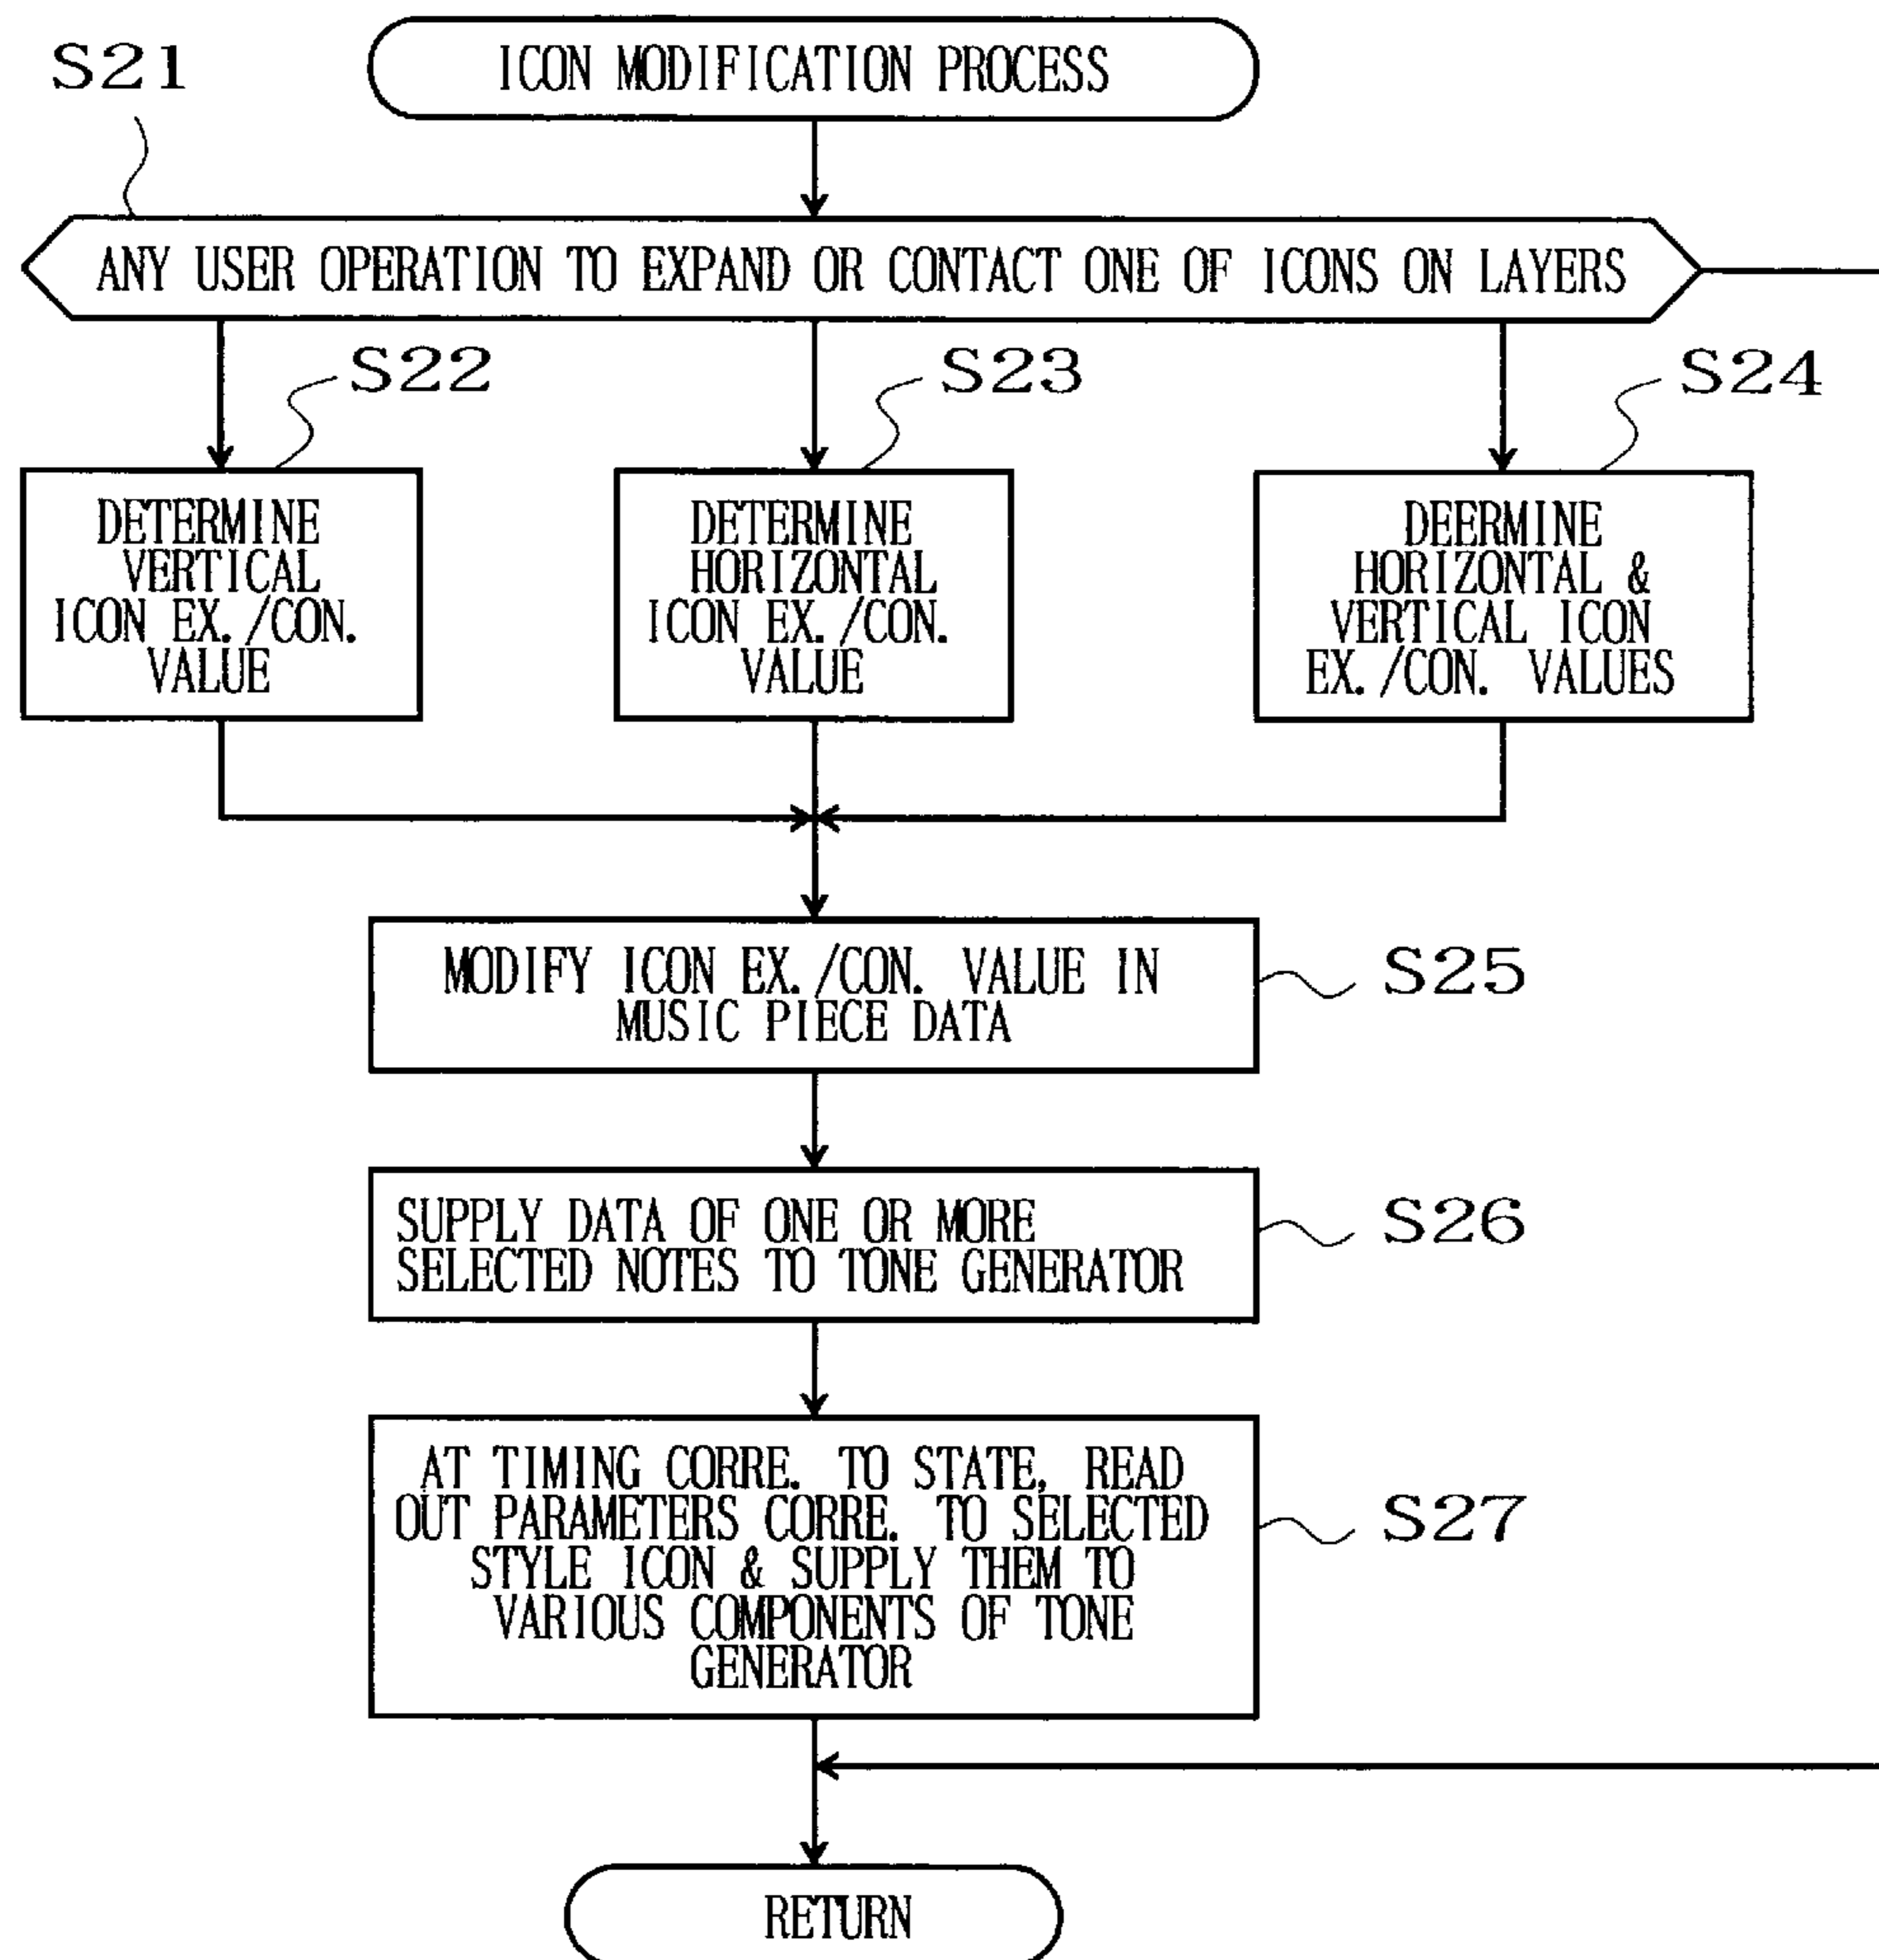 ICON MODIFICATION PROCESS
S21
ANY USER OPERATION TO EXPAND OR CONTACT ONE OF ICONS ON LAYERS
S22
DETERMINE
VERTICAL
ICON EX./CON.
VALUE
S23
DETERMINE
HORIZONTAL
ICON EX./CON.
VALUE
S24
DEERMINE
HORIZONTAL &
VERTICAL ICON
EX./CON. VALUES
MODIFY ICON EX./CON. VALUE IN
MUSIC PIECE DATA
S25
SUPPLY DATA OF ONE OR MORE
SELECTED NOTES TO TONE GENERATOR
S26
AT TIMING CORRE. TO STATE, READ
OUT PARAMETERS CORRE. TO SELECTED
STYLE ICON & SUPPLY THEM TO
VARIOUS COMPONENTS OF TONE
GENERATOR
S27
RETURN